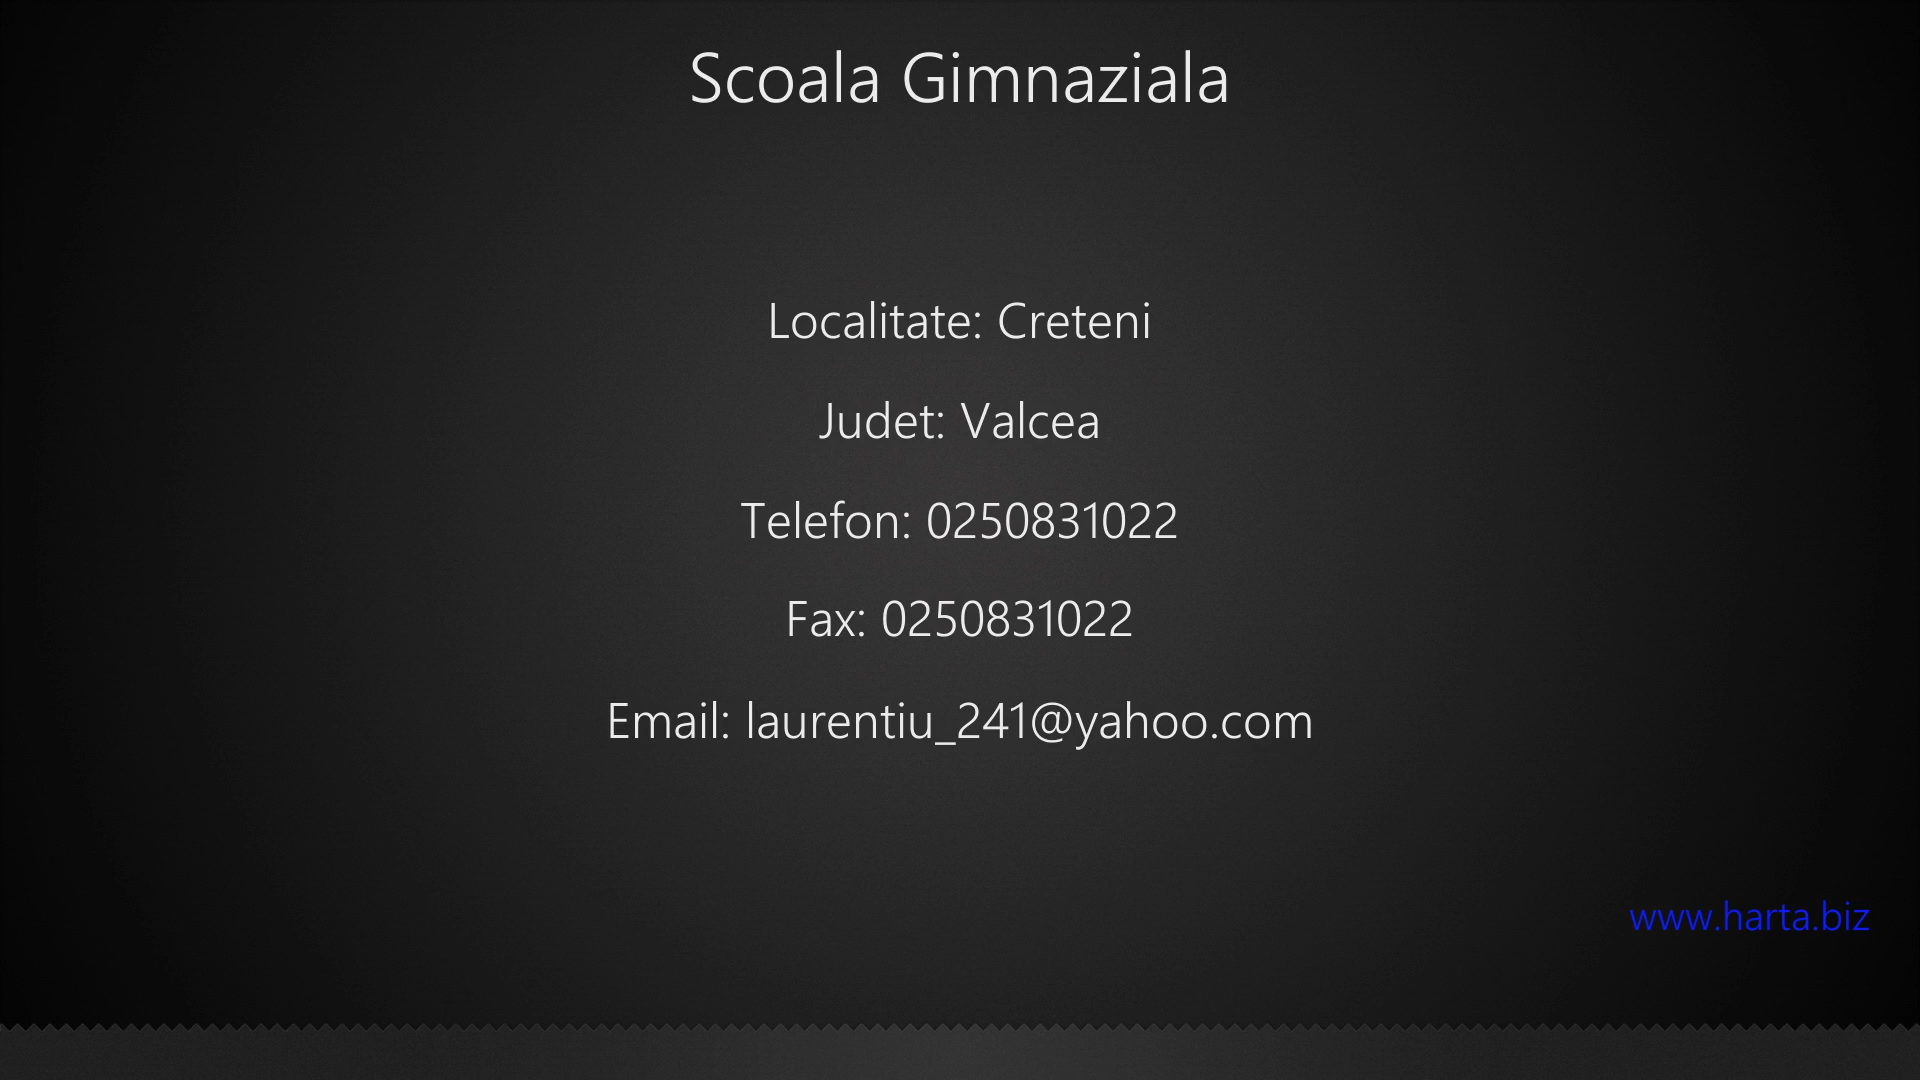 Scoala Gimnaziala
Localitate: Creteni
Judet: Valcea
Telefon: 0250831022
Fax: 0250831022
Email: laurentiu_241@yahoo.com
www.harta.biz